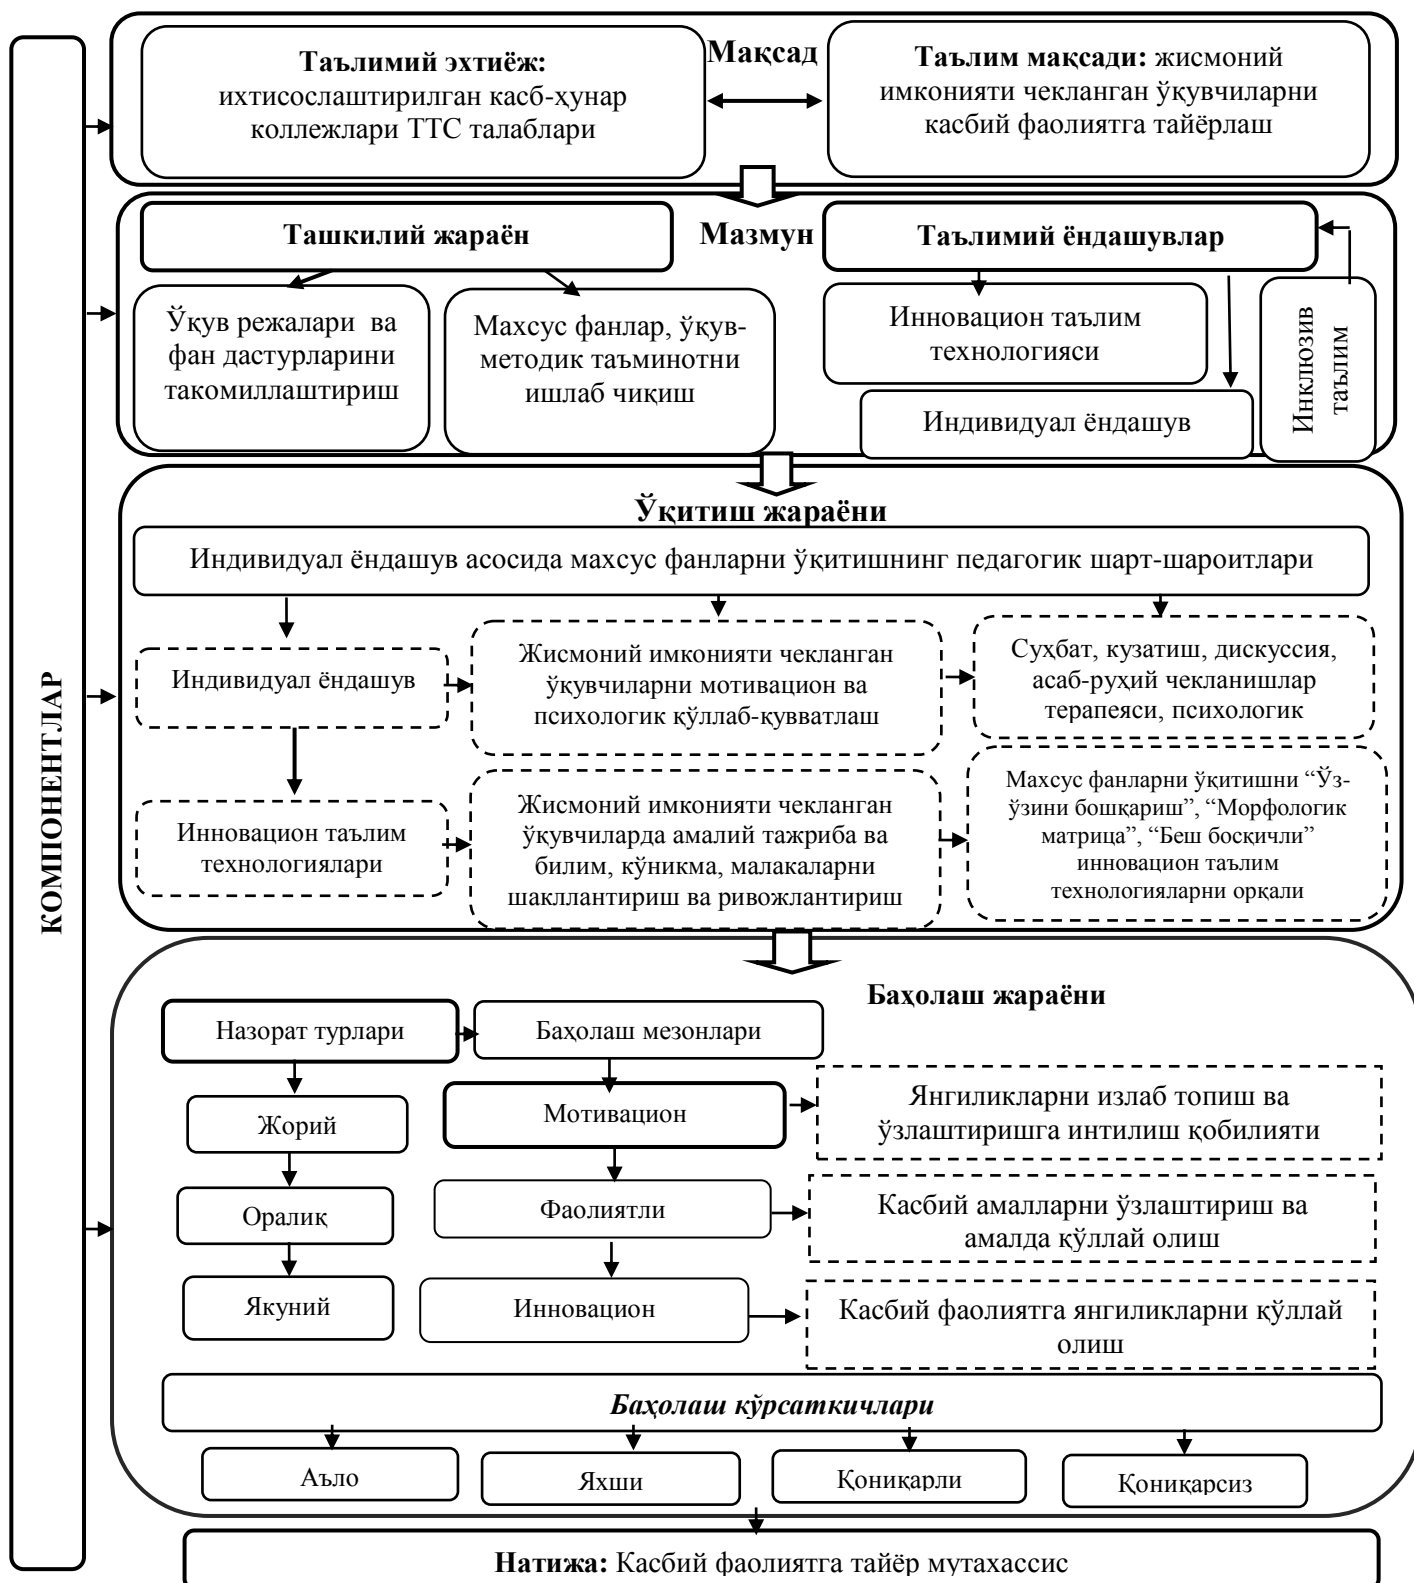 КОМПОНЕНТЛАР
Мақсад
Таълимий эҳтиёж:
ихтисослаштирилган касб-ҳунар
коллежлари ТТС талаблари
Таълим мақсади: жисмоний
имконияти чекланган ўқувчиларни
касбий фаолиятга тайёрлаш
Мазмун
Ташкилий жараён
Ўқув режалари ва
фан дастурларини
такомиллаштириш
Махсус фанлар, ўқув-
методик таъминотни
ишлаб чиқиш
Таълимий ёндашувлар
Инновацион таълим
технологияси
Индивидуал ёндашув
Инклюзив
таълим
Ўқитиш жараёни
Индивидуал ёндашув асосида махсус фанларни ўқитишнинг педагогик шарт-шароитлари
Индивидуал ёндашув
Жисмоний имконияти чекланган
ўқувчиларни мотивацион ва
психологик қўллаб-қувватлаш
Суҳбат, кузатиш, дискуссия,
асаб-руҳий чекланишлар
терапеяси, психологик
Инновацион таълим
технологиялари
Жисмоний имконияти чекланган
ўқувчиларда амалий тажриба ва
билим, кўникма, малакаларни
шакллантириш ва ривожлантириш
Махсус фанларни ўқитишни “Ўз-
ўзини бошқариш”, “Морфологик
матрица”, “Беш босқичли”
инновацион таълим
технологияларни орқали
Баҳолаш жараёни
Назорат турлари
Баҳолаш мезонлари
Жорий
Оралиқ
Якуний
Мотивацион
Янгиликларни излаб топиш ва
ўзлаштиришга интилиш қобилияти
Фаолиятли
Касбий амалларни ўзлаштириш ва
амалда қўллай олиш
Инновацион
Касбий фаолиятга янгиликларни қўллай
олиш
Баҳолаш кўрсаткичлари
Аъло
Яхши
Қониқарли
Қониқарсиз
Натижа: Касбий фаолиятга тайёр мутахассис